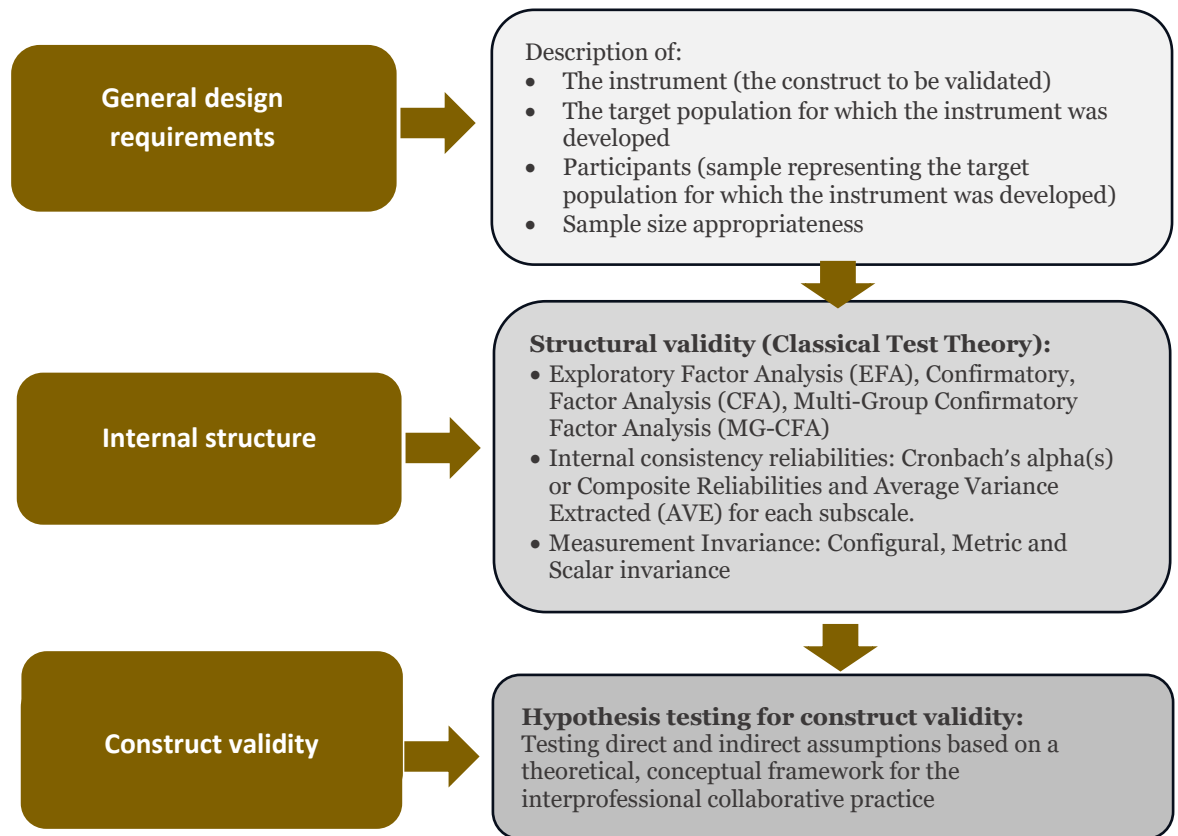 General design
requirements
Description of:
• The instrument (the construct to be validated)
• The target population for which the instrument was
developed
• Participants (sample representing the target
population for which the instrument was developed)
• Sample size appropriateness
Internal structure
Structural validity (Classical Test Theory):
• Exploratory Factor Analysis (EFA), Confirmatory,
Factor Analysis (CFA), Multi-Group Confirmatory
Factor Analysis (MG-CFA)
• Internal consistency reliabilities: Cronbach’s alpha(s)
or Composite Reliabilities and Average Variance
Extracted (AVE) for each subscale.
• Measurement Invariance: Configural, Metric and
Scalar invariance
Construct validity
Hypothesis testing for construct validity:
Testing direct and indirect assumptions based on a
theoretical, conceptual framework for the
interprofessional collaborative practice